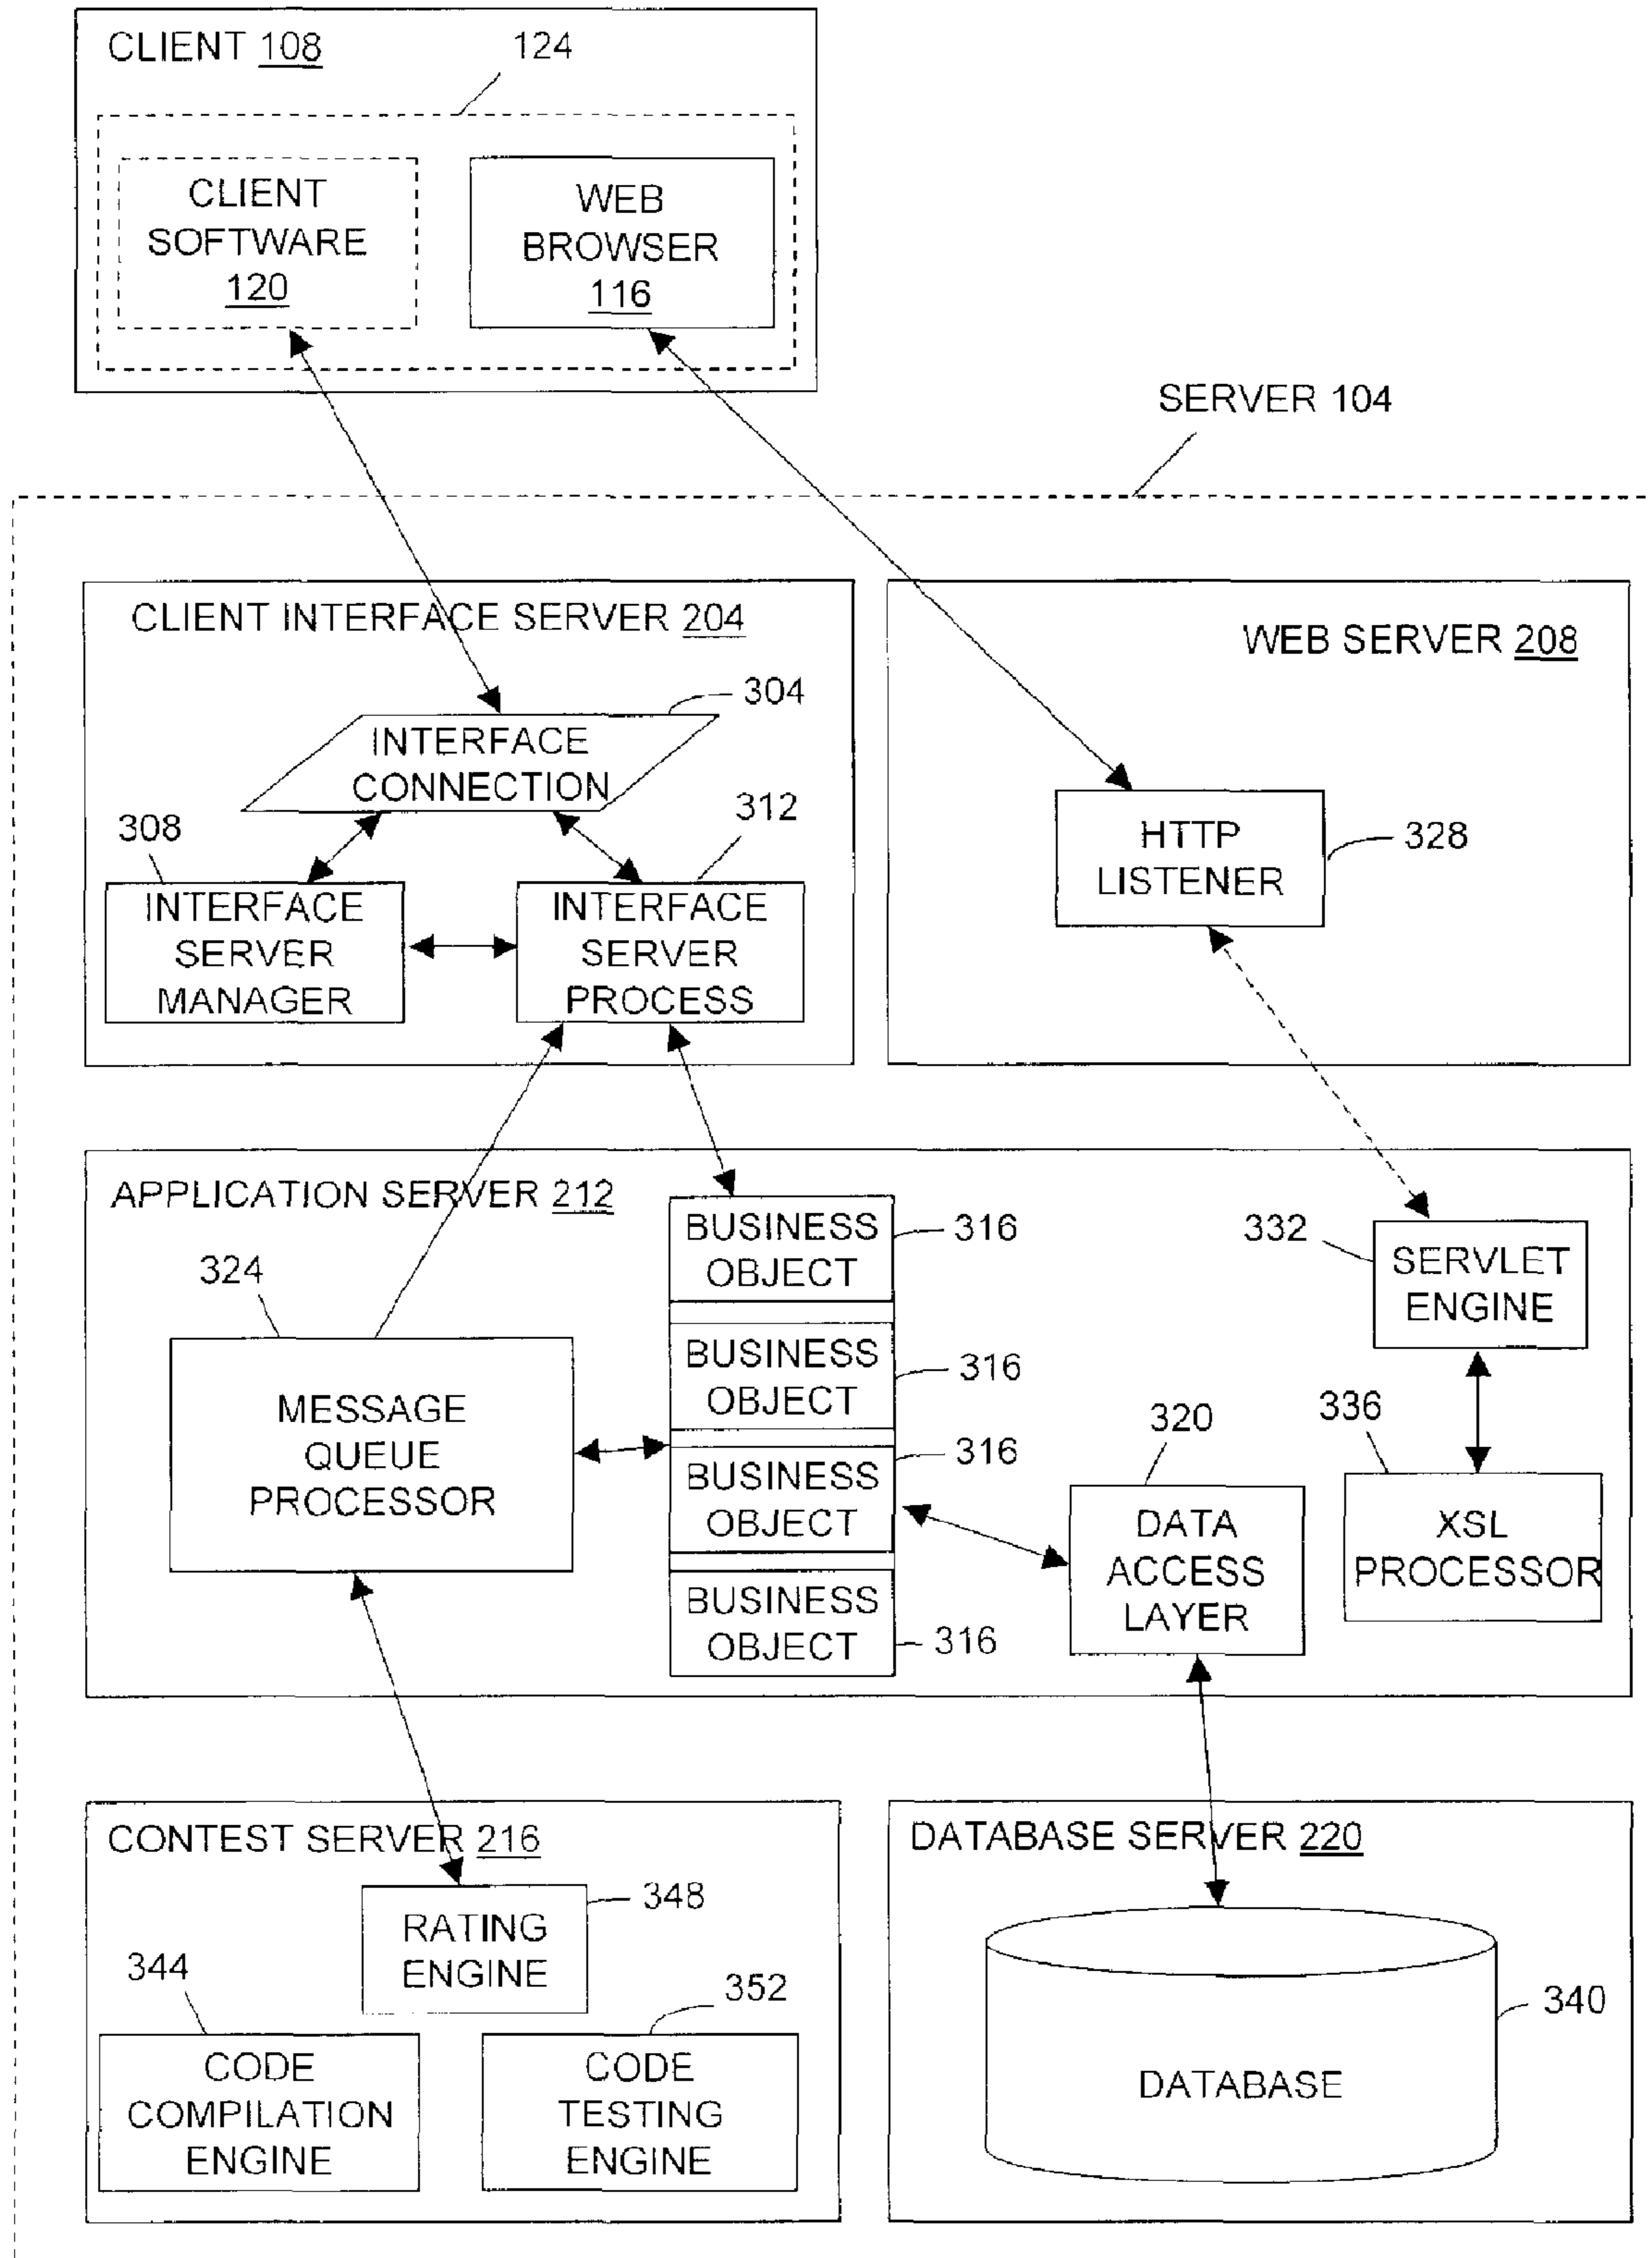 CLIENT 108
124
CLIENT
SOFTWARE
120
WEB
BROWSER
116
SERVER 104
CLIENT INTERFACE SERVER 204
304
INTERFACE
CONNECTION
308
312
INTERFACE
SERVER
MANAGER
INTERFACE
SERVER
PROCESS
WEB SERVER 208
HTTP
LISTENER
328
APPLICATION SERVER 212
324
MESSAGE
QUEUE
PROCESSOR
BUSINESS
OBJECT
316
BUSINESS
OBJECT
316
BUSINESS
OBJECT
316
BUSINESS
OBJECT
316
320
DATA
ACCESS
LAYER
332
SERVLET
ENGINE
336
XSL
PROCESSOR
CONTEST SERVER 216
348
RATING
ENGINE
344
CODE
COMPILATION
ENGINE
352
CODE
TESTING
ENGINE
DATABASE SERVER 220
DATABASE
340